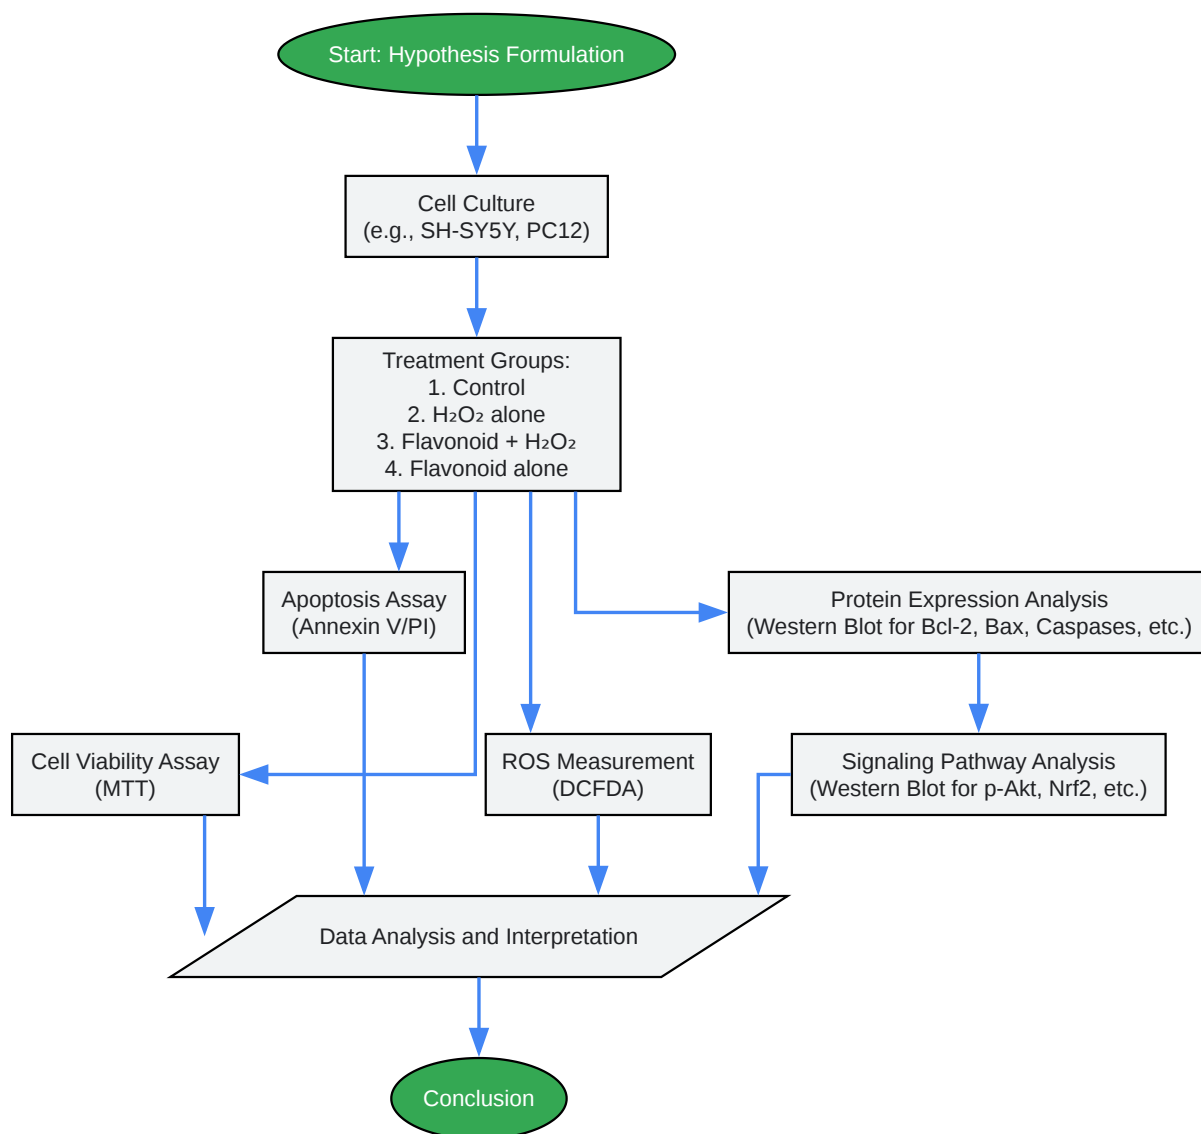 Start: Hypothesis Formulation
Cell Culture
(e.g., SH-SY5Y, PC12)
Treatment Groups:
1. Control
2. H₂O₂ alone
3. Flavonoid + H₂O₂
4. Flavonoid alone
Apoptosis Assay
(Annexin V/PI)
Protein Expression Analysis
(Western Blot for Bcl-2, Bax, Caspases, etc.)
Cell Viability Assay
(MTT)
ROS Measurement
(DCFDA)
Signaling Pathway Analysis
(Western Blot for p-Akt, Nrf2, etc.)
Data Analysis and Interpretation
Conclusion